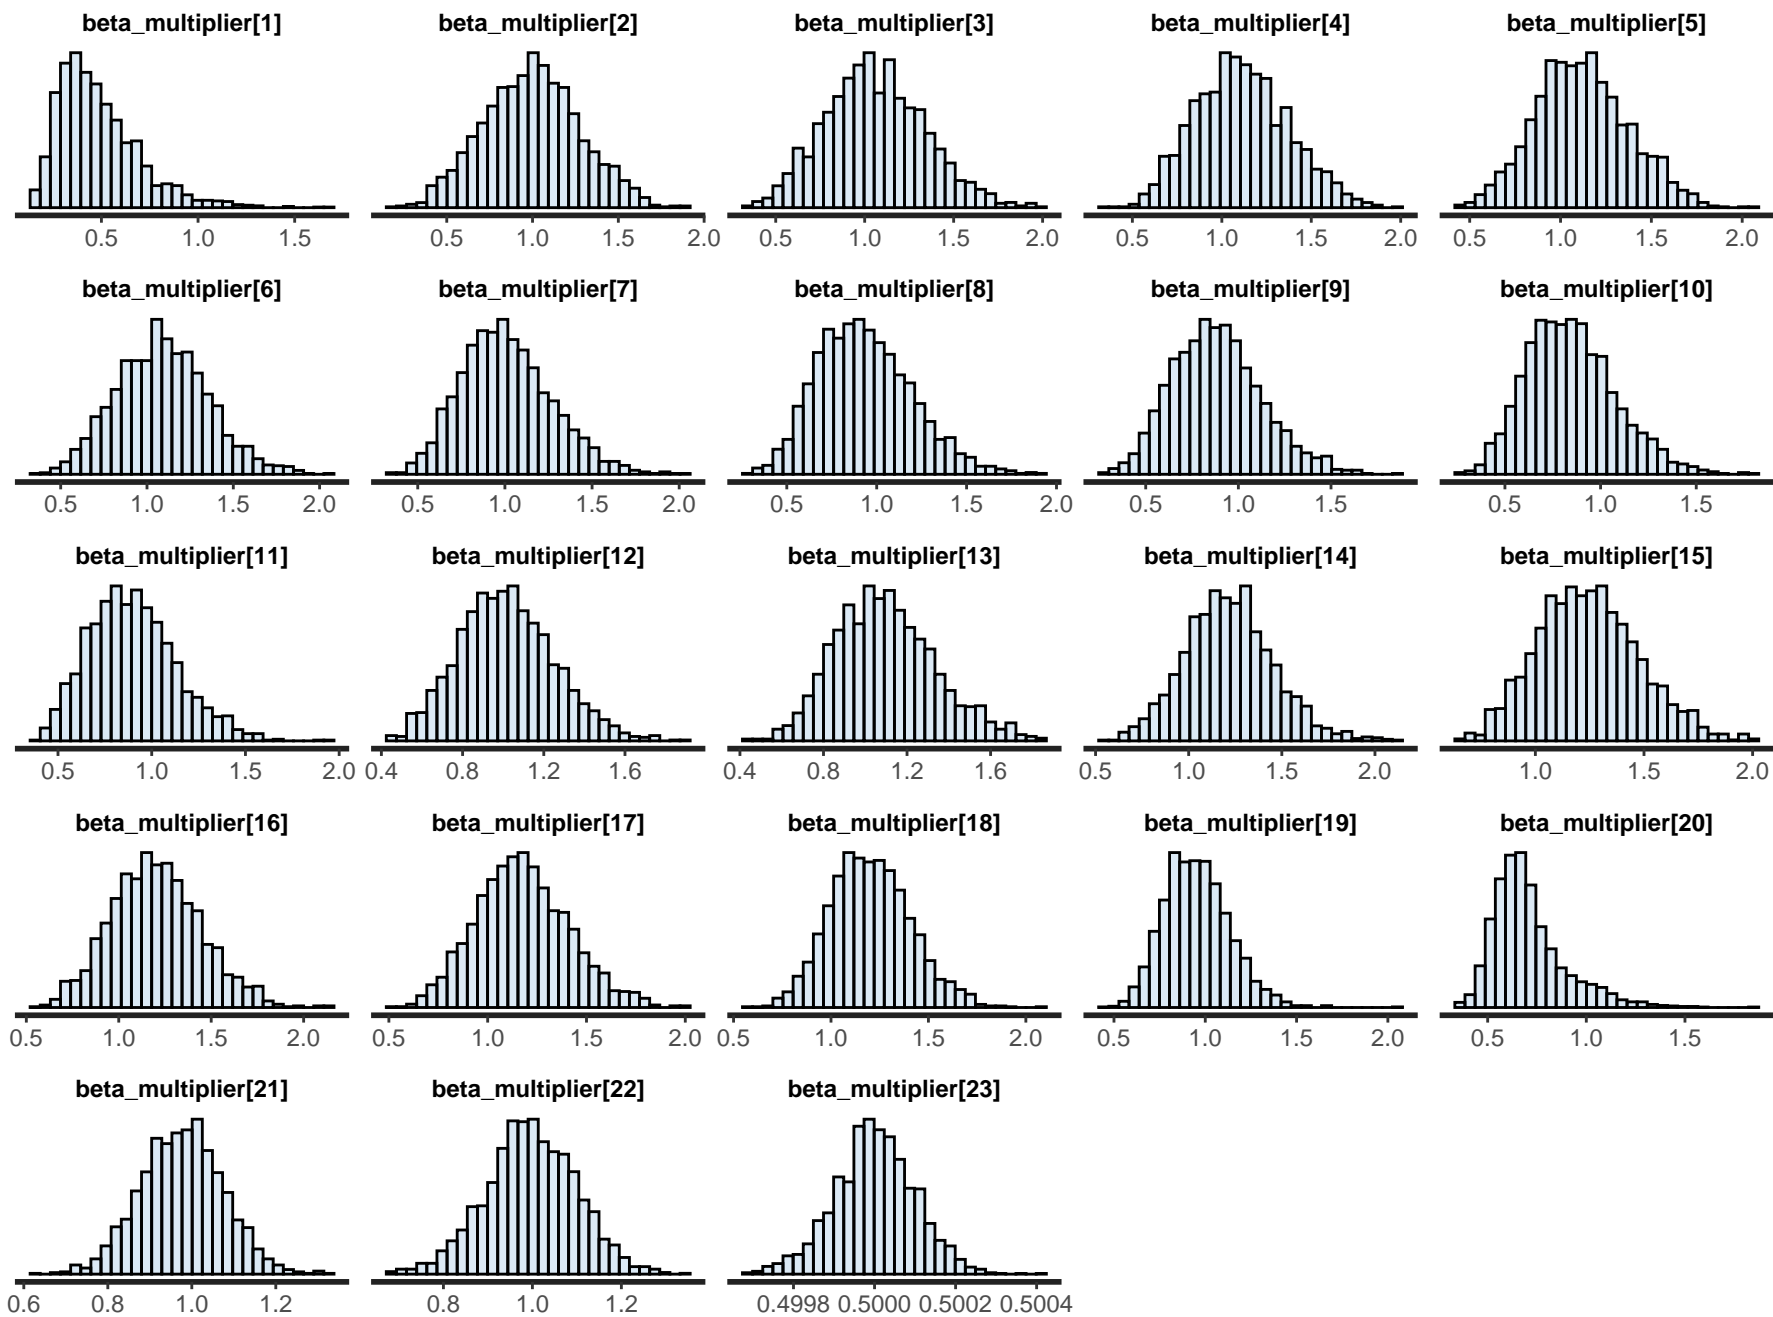 beta_multiplier[1] beta_multiplier[2] beta_multiplier[3] beta_multiplier[4] beta_multiplier[5]
0.5 1.0 1.5 0.5 1.0 1.5 2.0 0.5 1.0 1.5 2.0 0.5 1.0 1.5 2.0 0.5 1.0 1.5 2.0
beta_multiplier[6] beta_multiplier[7] beta_multiplier[8] beta_multiplier[9] beta_multiplier[10]
0.5 1.0 1.5 2.0 0.5 1.0 1.5 2.0 0.5 1.0 1.5 2.0 0.5 1.0 1.5 0.5 1.0 1.5
beta_multiplier[11] beta_multiplier[12] beta_multiplier[13] beta_multiplier[14] beta_multiplier[15]
0.5 1.0 1.5 2.0 0.4 0.8 1.2 1.6 0.4 0.8 1.2 1.6 0.5 1.0 1.5 2.0 1.0 1.5 2.0
beta_multiplier[16] beta_multiplier[17] beta_multiplier[18] beta_multiplier[19] beta_multiplier[20]
0.5 1.0 1.5 2.0 0.5 1.0 1.5 2.0 0.5 1.0 1.5 2.0 0.5 1.0 1.5 2.0 0.5 1.0 1.5
beta_multiplier[21] beta_multiplier[22] beta_multiplier[23]
0.6 0.8 1.0 1.2 0.8 1.0 1.2 0.4998 0.5000 0.5002 0.5004